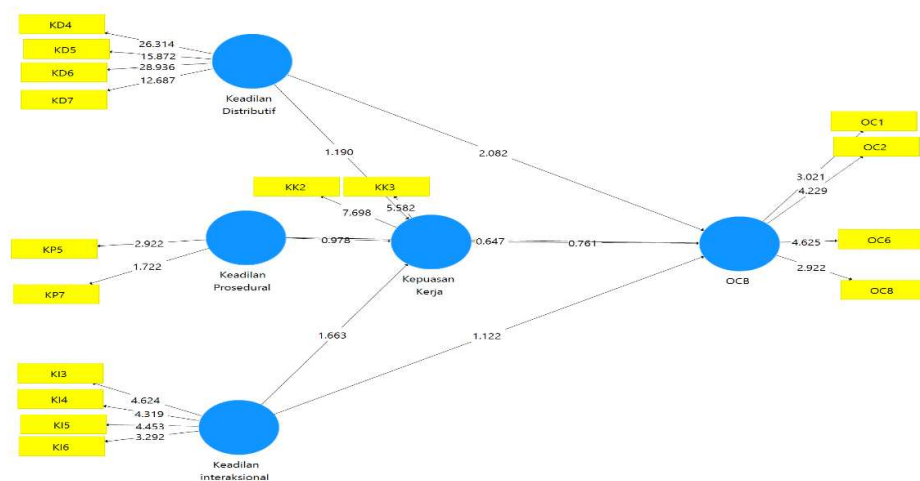 KD4
26.314
KD5
15.872
KD6
28.936
KD7
12.687
Keadilan
Distributif
OC1
OC2
1.190
2.082
3.021
4.229
KK2
KK3
7.698
5.582
KP5
2.922
KP7
1.722
Keadilan
Prosedural
0.978
Kepuasan
Kerja
0.647
0.761
OCB
4.625
OC6
2.922
OC8
1.663
1.122
KI3
4.624
KI4
4.319
KI5
4.453
KI6
3.292
Keadilan
interaksional